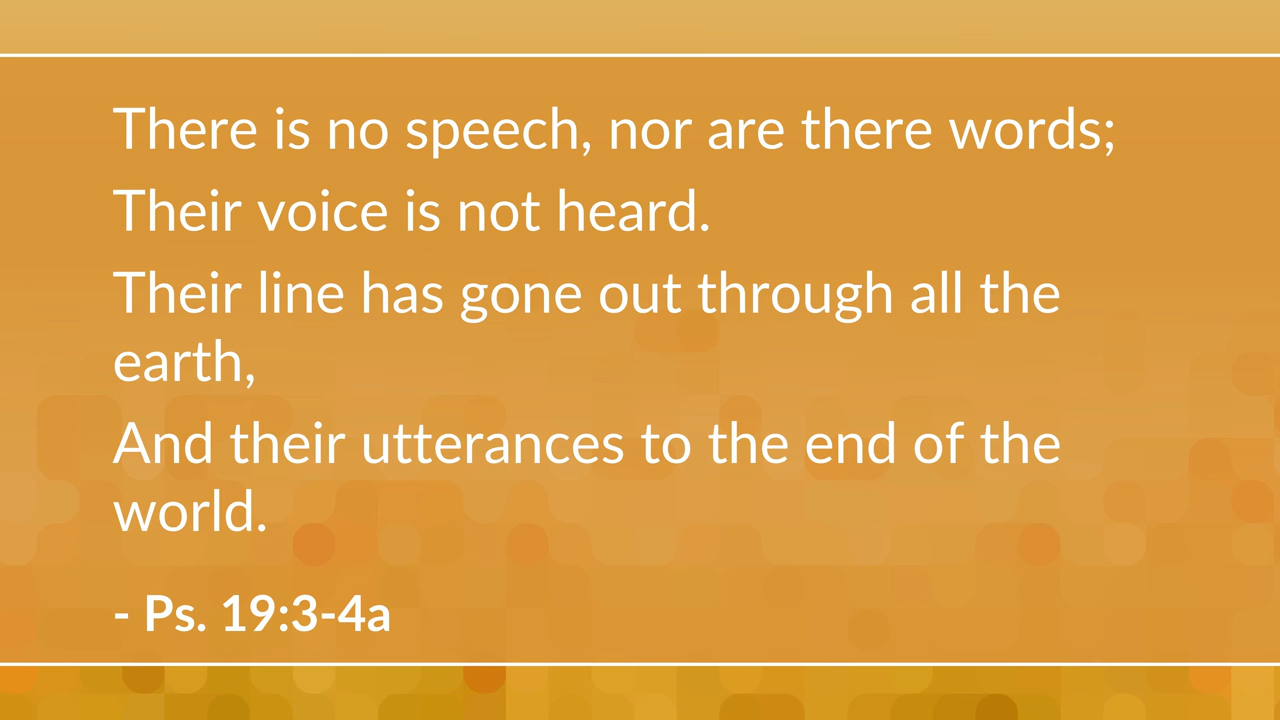 There is no speech, nor are there words;
Their voice is not heard.
Their line has gone out through all the
earth,
And their utterances to the end of the
world.
- Ps. 19:3-4a